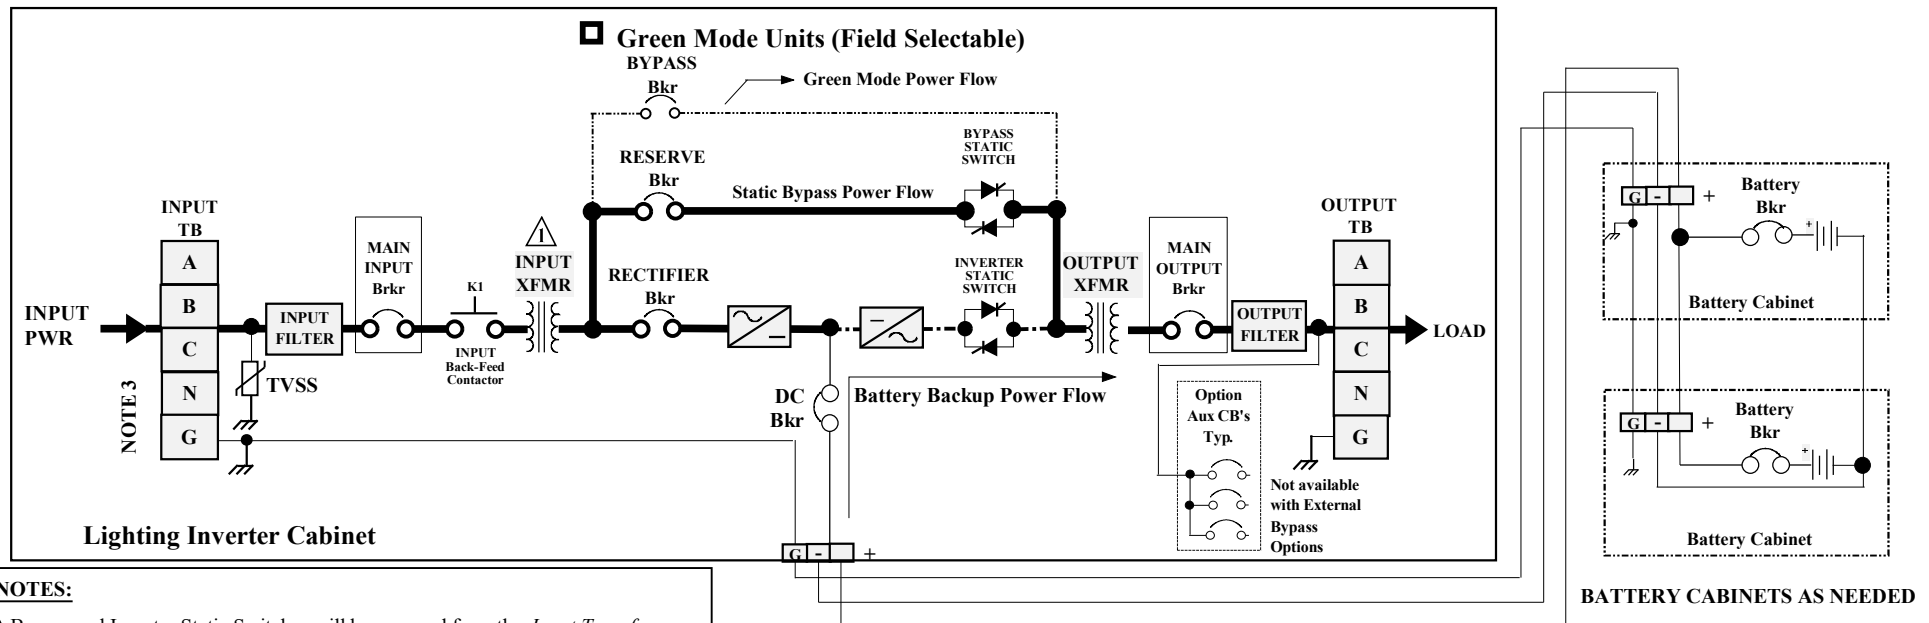 Green Mode Units (Field Selectable)
BYPASS
Bkr
Green Mode Power Flow
BYPASS
STATIC
SWITCH
RESERVE
Bkr
Static Bypass Power Flow
INPUT
TB
A
B
C
N
G
INPUT
PWR
NOTE 3
TVSS
INPUT
FILTER
MAIN
INPUT
Brkr
K1
INPUT
Back-Feed
Contactor
1
INPUT
XFMR
RECTIFIER
Bkr
INVERTER
STATIC
SWITCH
OUTPUT
XFMR
MAIN
OUTPUT
Brkr
OUTPUT
FILTER
OUTPUT
TB
A
B
C
N
G
LOAD
DC
Bkr
Battery Backup Power Flow
Option
Aux CB's
Typ.
Not available
with External
Bypass
Options
Lighting Inverter Cabinet
G - +
G - +
Battery
Bkr
+
Battery Cabinet
G - +
Battery
Bkr
+
Battery Cabinet
BATTERY CABINETS AS NEEDED
NOTES: